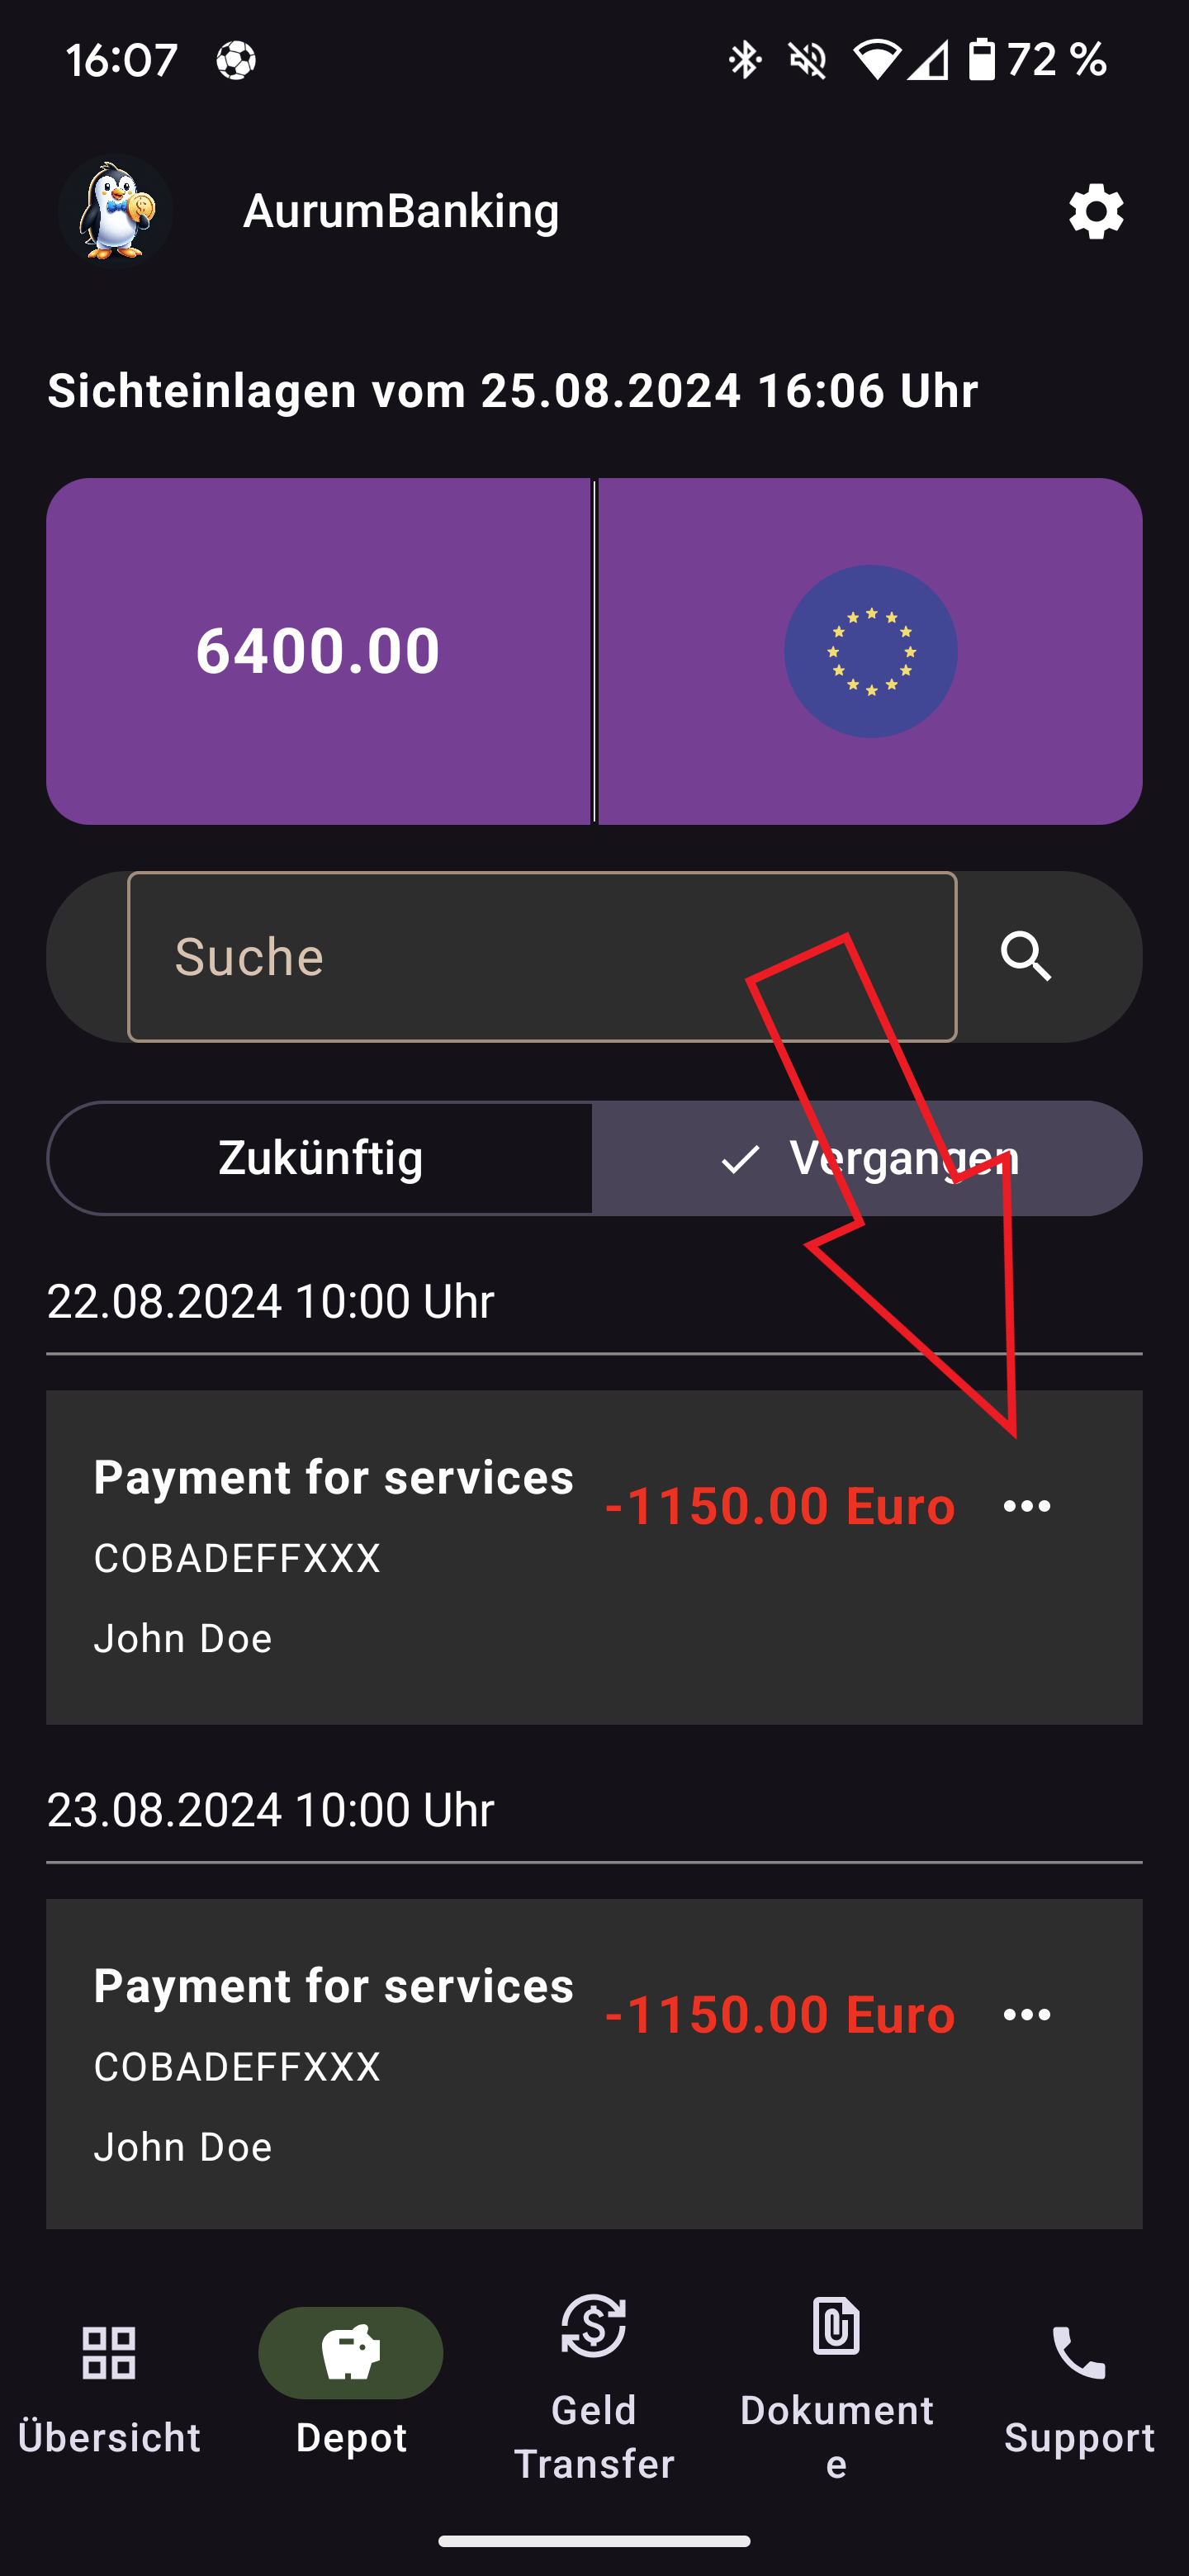 16:07
72 %
AurumBanking
Sichteinlagen vom 25.08.2024 16:06 Uhr
6400.00
Suche
Zukünftig
Vergangen
22.08.2024 10:00 Uhr
Payment for services
-1150.00 Euro
COBADEFFXXX
John Doe
23.08.2024 10:00 Uhr
Payment for services
-1150.00 Euro
COBADEFFXXX
John Doe
Übersicht
Depot
Geld
Transfer
Dokument
e
Support